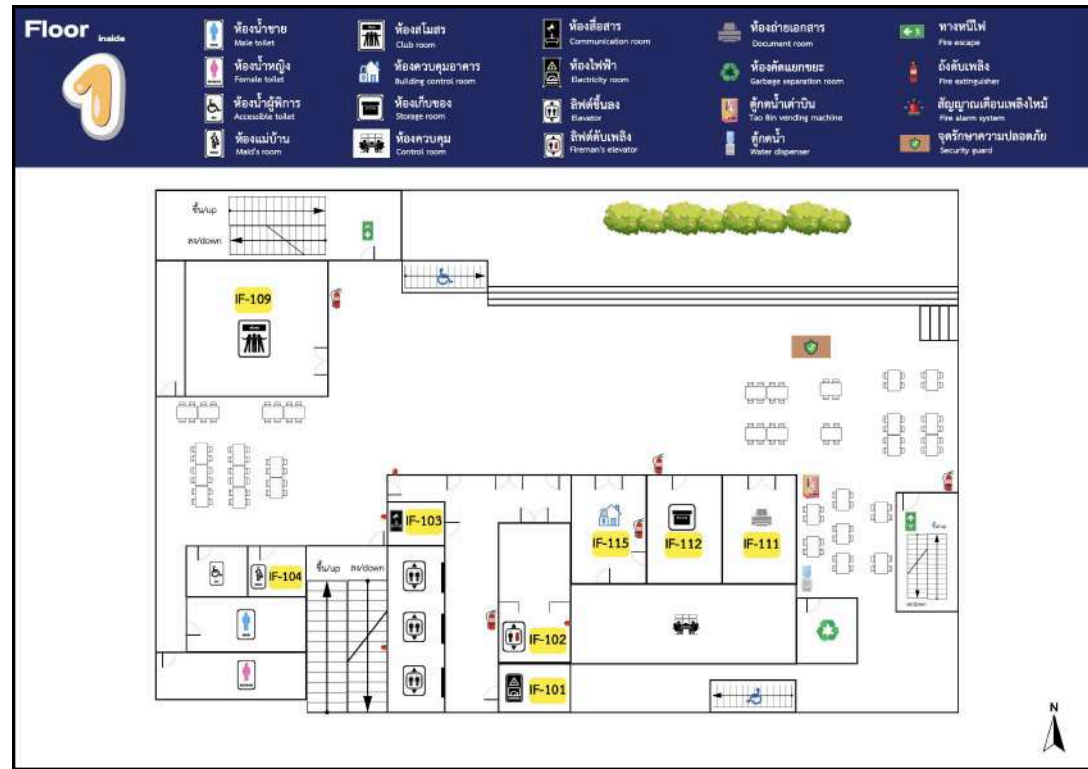 Floor inside
1
ห้องน้ำชาย
Male toilet
ห้องน้ำหญิง
Female toilet
ห้องน้ำผู้พิการ
Accessible toilet
ห้องแม่บ้าน
Maid's room
ห้องสโมสร
Club room
ห้องควบคุมอาคาร
Building control room
ห้องเก็บของ
Storage room
ห้องควบคุม
Control room
ห้องสื่อสาร
Communication room
ห้องไฟฟ้า
Electricity room
ลิฟต์ขึ้นลง
Elevator
ลิฟต์ดับเพลิง
Fireman's elevator
ห้องถ่ายเอกสาร
Document room
ห้องคัดแยกขยะ
Garbage separation room
ตู้กดน้ำเต่าบิน
Tao Bin vending machine
ตู้กดน้ำ
Water dispenser
ทางหนีไฟ
Fire escape
ถังดับเพลิง
Fire extinguisher
สัญญาณเตือนเพลิงไหม้
Fire alarm system
จุดรักษาความปลอดภัย
Security guard
ขึ้น/up
ลง/down
IF-109
IF-103
IF-115
IF-112
IF-111
ขึ้น/up
IF-104
ขึ้น/up
ลง/down
ลง/down
IF-102
IF-101
N